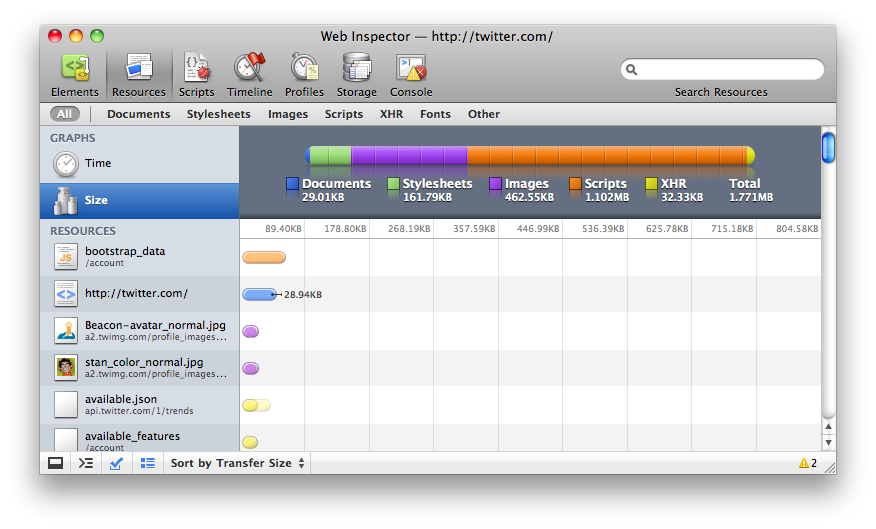 Web Inspector — http://twitter.com/
Elements Resources Scripts Timeline Profiles Storage Console
Search Resources
All Documents Stylesheets Images Scripts XHR Fonts Other
GRAPHS
Time
Size
Documents Stylesheets Images Scripts XHR Total
29.01KB 161.79KB 462.55KB 1.102MB 32.33KB 1.771MB
RESOURCES
89.40KB 178.80KB 268.19KB 357.59KB 446.99KB 536.39KB 625.78KB 715.18KB 804.58KB
JS
bootstrap_data
/account
http://twitter.com/
28.94KB
Beacon-avatar_normal.jpg
a2.twimg.com/profile_images...
stan_color_normal.jpg
a2.twimg.com/profile_images...
available.json
api.twitter.com/1/trends
available_features
/account
Sort by Transfer Size
2